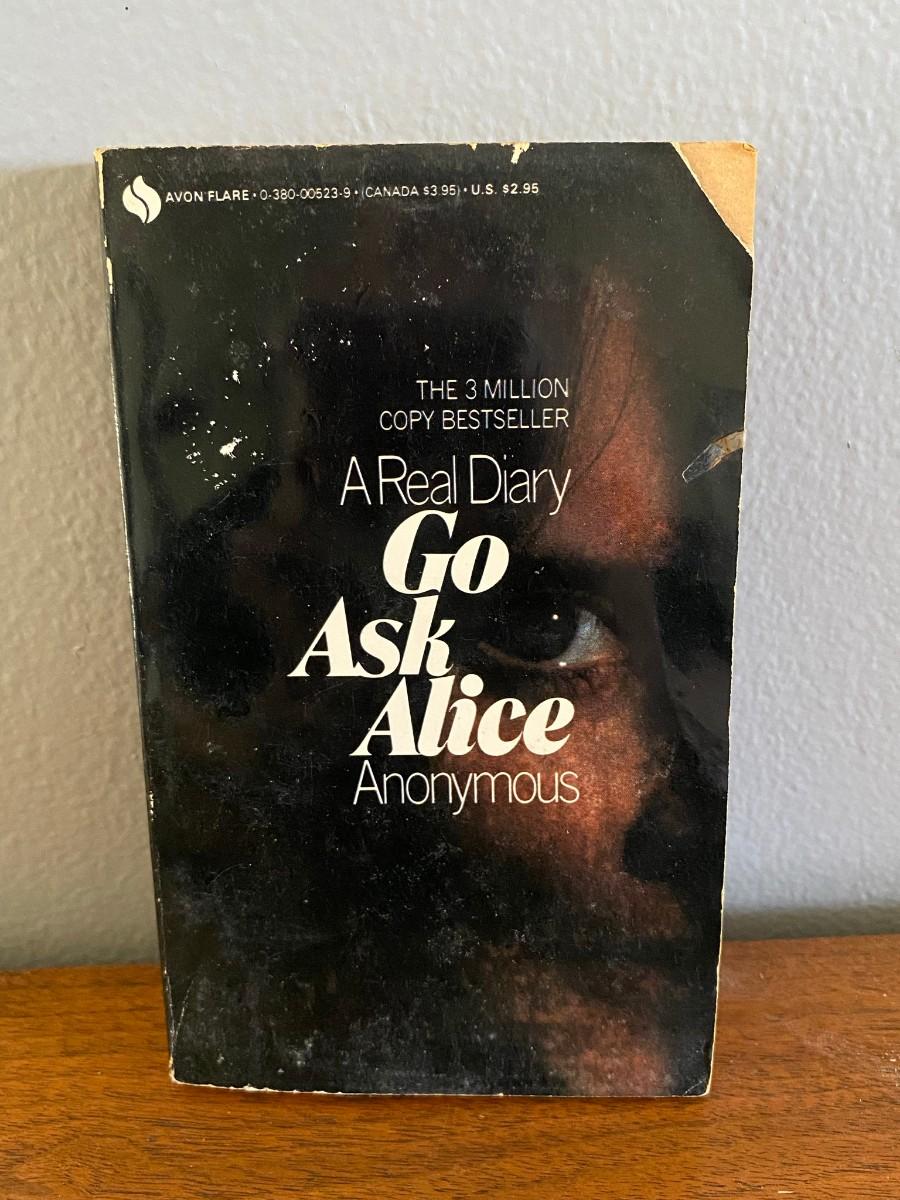 AVON FLARE • 0-380-00523-9 • (CANADA $3.95) • U.S. $2.95
THE 3 MILLION
COPY BESTSELLER
A Real Diary
Go
Ask
Alice
Anonymous